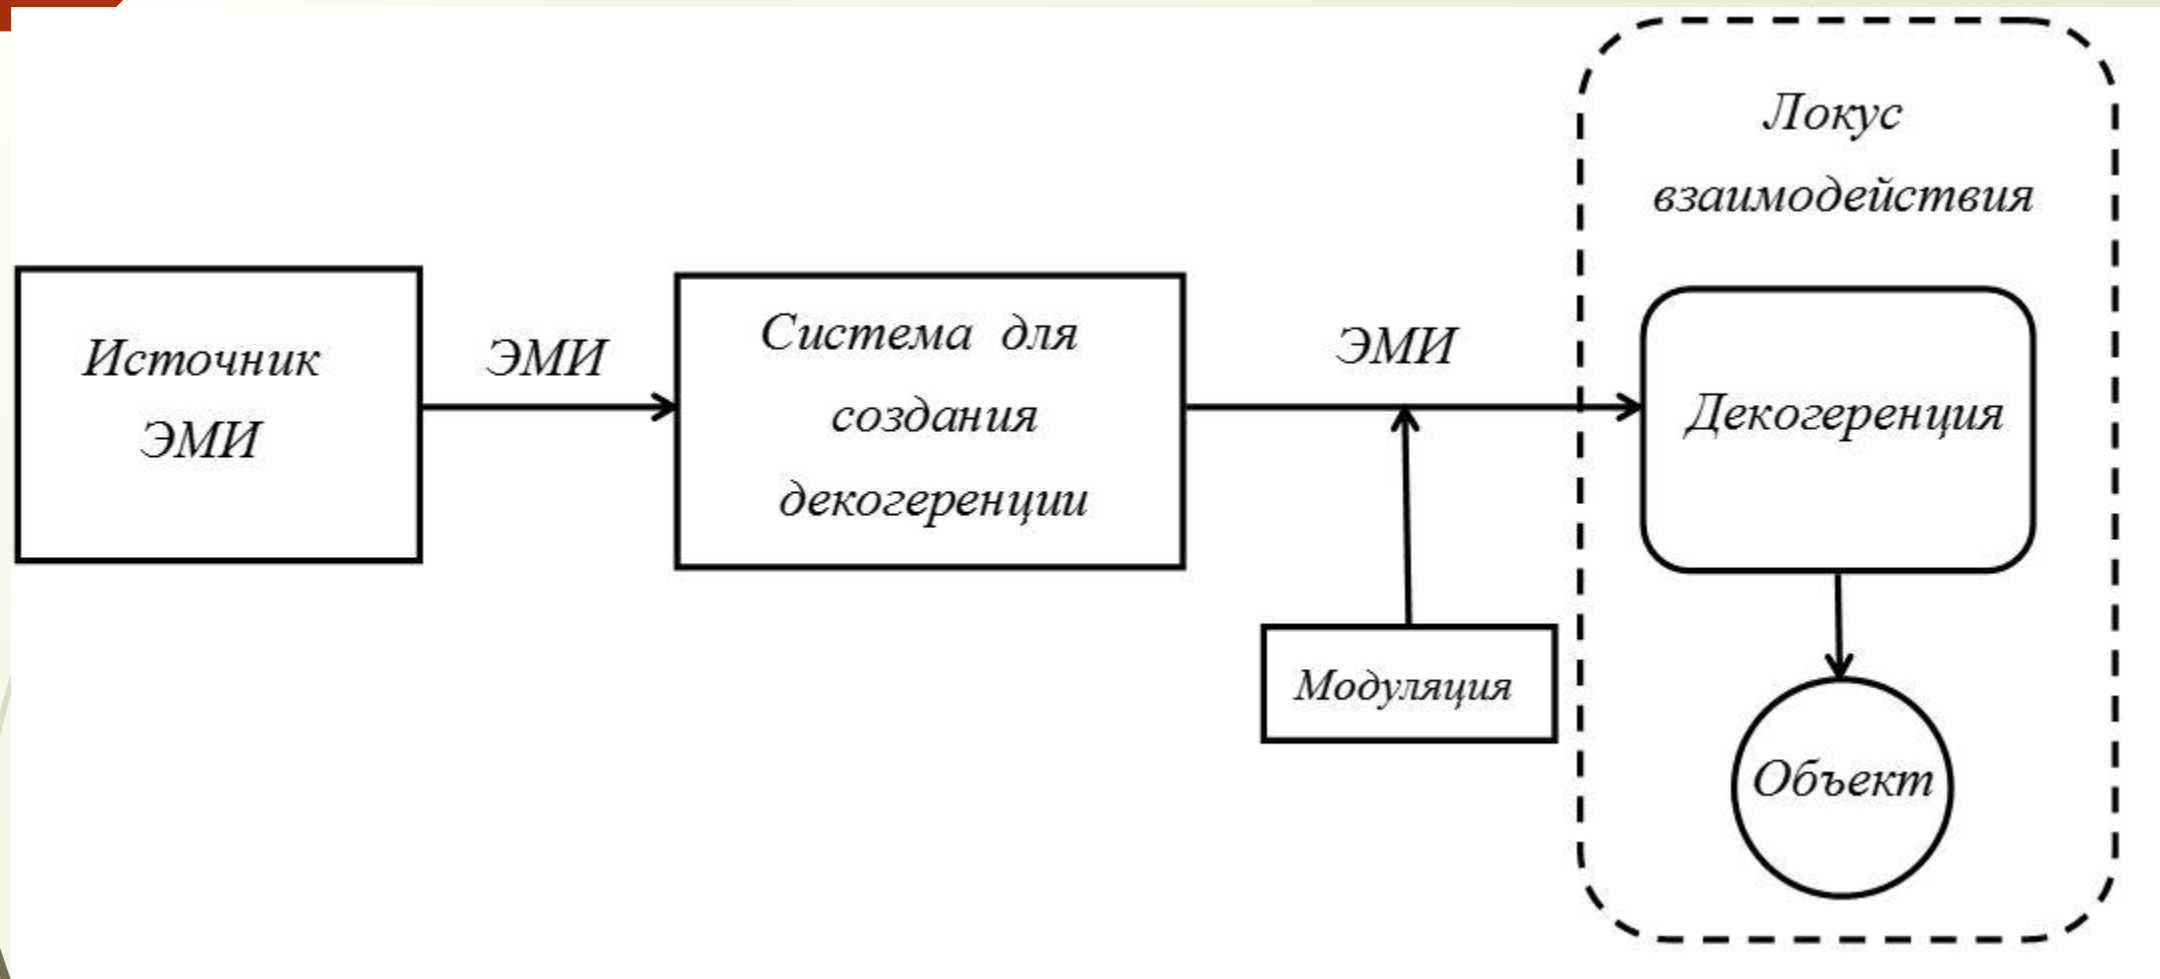 Источник
ЭМИ
ЭМИ
Система для
создания
декогеренции
ЭМИ
Модуляция
Локус
взаимодействия
Декогеренция
Объект